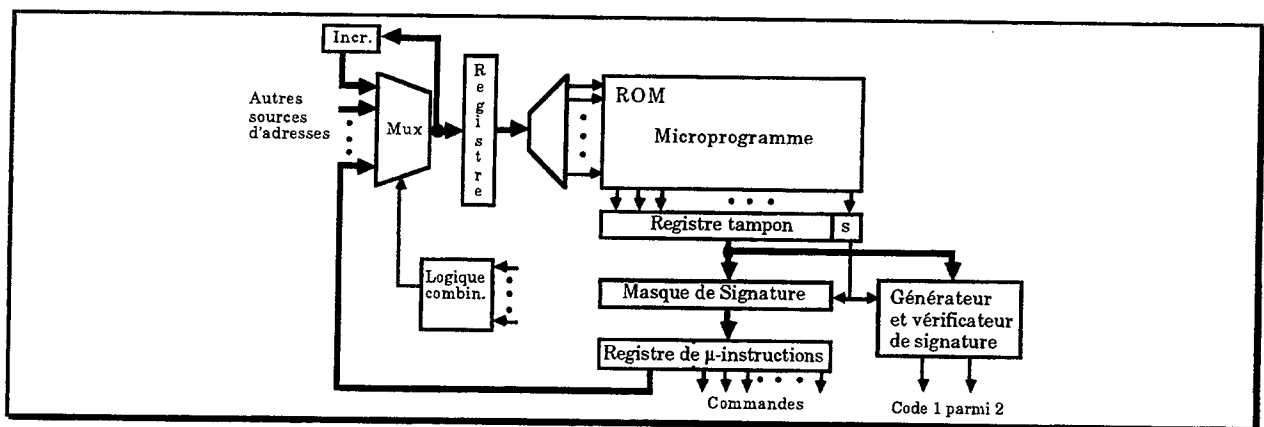 Incr.
Autres
sources
d'adresses
Mux
Registre
ROM
Microprogramme
Registre tampon
s
Logique
combin.
Masque de Signature
Générateur
et vérificateur
de signature
Registre de µ-instructions
Commandes
Code 1 parmi 2